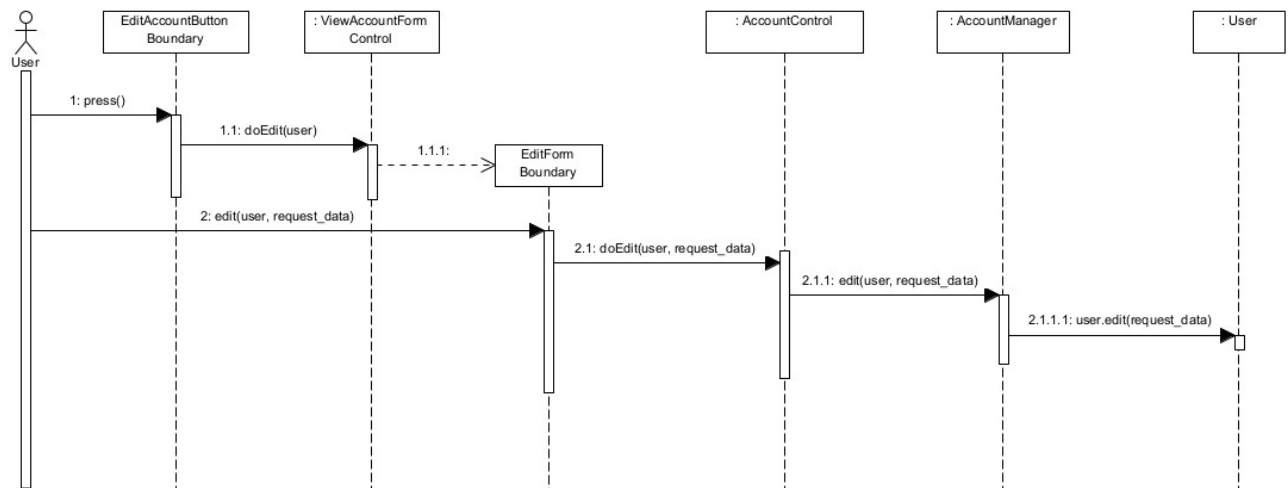 EditAccountButton
Boundary
: ViewAccountForm
Control
: AccountControl
: AccountManager
: User
User
1: press()
1.1: doEdit(user)
1.1.1:
EditForm
Boundary
2: edit(user, request_data)
2.1: doEdit(user, request_data)
2.1.1: edit(user, request_data)
2.1.1.1: user.edit(request_data)